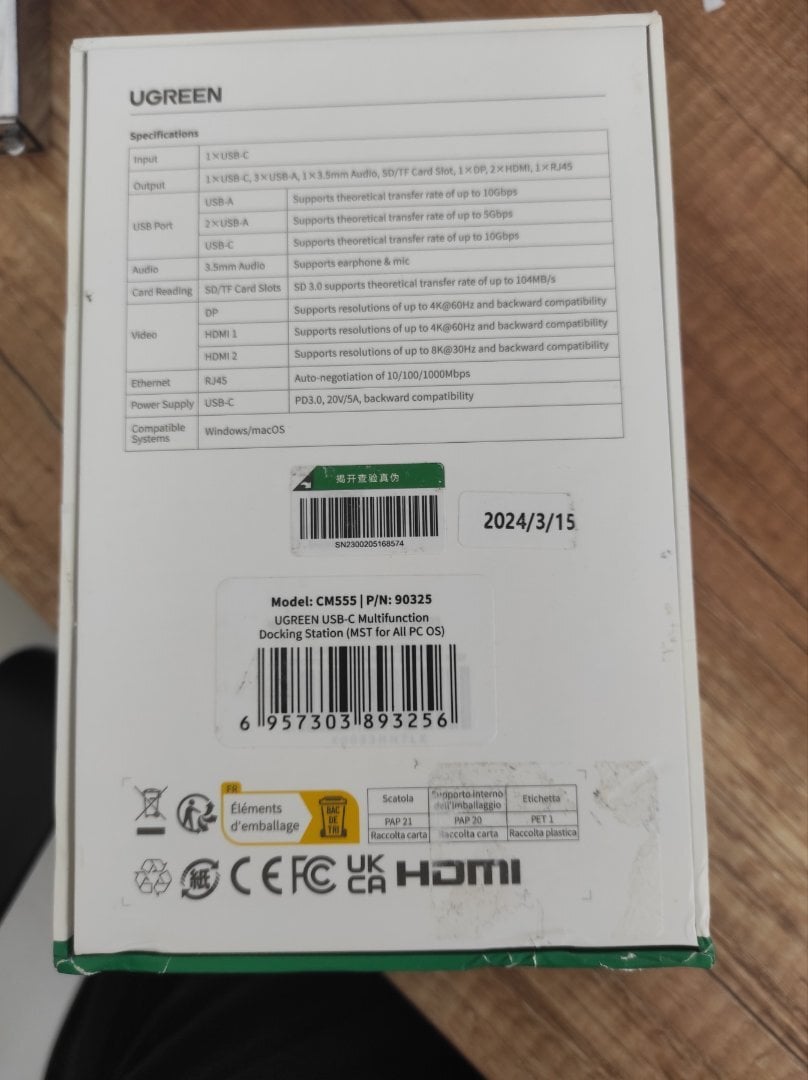 UGREEN
Specifications
Input 1×USB-C
Output 1×USB-C, 3×USB-A, 1×3.5mm Audio, SD/TF Card Slot, 1×DP, 2×HDMI, 1×RJ45
USB Port
USB-A Supports theoretical transfer rate of up to 10Gbps
2×USB-A Supports theoretical transfer rate of up to 5Gbps
USB-C Supports theoretical transfer rate of up to 10Gbps
Audio 3.5mm Audio Supports earphone & mic
Card Reading SD/TF Card Slots SD 3.0 supports theoretical transfer rate of up to 104MB/s
Video
DP Supports resolutions of up to 4K@60Hz and backward compatibility
HDMI 1 Supports resolutions of up to 4K@60Hz and backward compatibility
HDMI 2 Supports resolutions of up to 8K@30Hz and backward compatibility
Ethernet RJ45 Auto-negotiation of 10/100/1000Mbps
Power Supply USB-C PD3.0, 20V/5A, backward compatibility
Compatible
Systems
Windows/macOS
揭开查验真伪
SN2300205168574
2024/3/15
Model: CM555 | P/N: 90325
UGREEN USB-C Multifunction
Docking Station (MST for All PC OS)
6 957303 893256
FR
Éléments
d'emballage
BAC
DE
TRI
Scatola Supporto interno dell'imballaggio Etichetta
PAP 21 PAP 20 PET 1
Raccolta carta Raccolta carta Raccolta plastica
紙 CE FC UK
CA HDMI